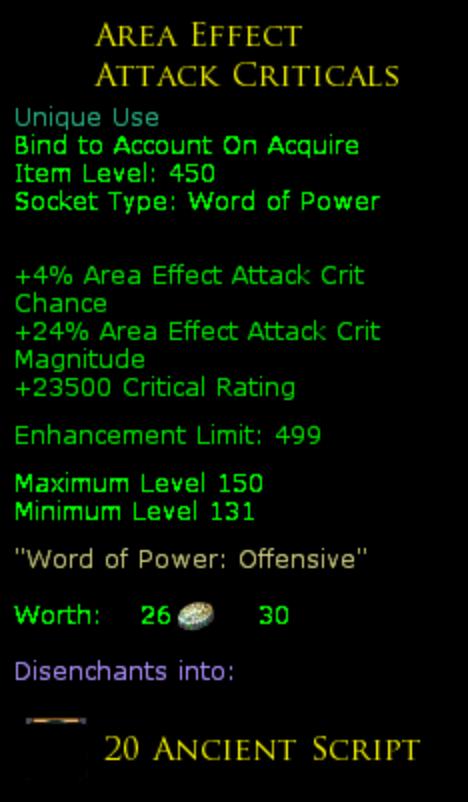 Area Effect
Attack Criticals
Unique Use
Bind to Account On Acquire
Item Level: 450
Socket Type: Word of Power
+4% Area Effect Attack Crit
Chance
+24% Area Effect Attack Crit
Magnitude
+23500 Critical Rating
Enhancement Limit: 499
Maximum Level 150
Minimum Level 131
"Word of Power: Offensive"
Worth: 26 30
Disenchants into:
20 Ancient Script